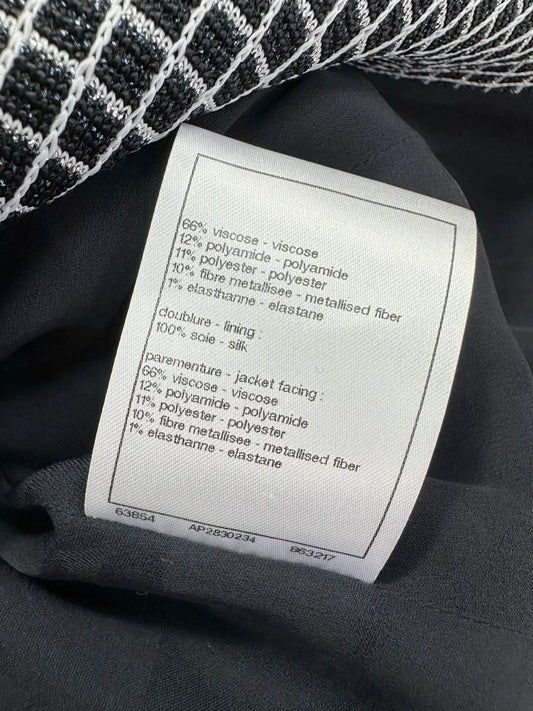 66% viscose - viscose
12% polyamide - polyamide
11% polyester - polyester
10% fibre metallisee - metallised fiber
1% elasthanne - elastane
doublure - lining :
100% soie - silk
parementure - jacket facing :
66% viscose - viscose
12% polyamide - polyamide
11% polyester - polyester
10% fibre metallisee - metallised fiber
1% elasthanne - elastane
63854 AP2830234 B63217